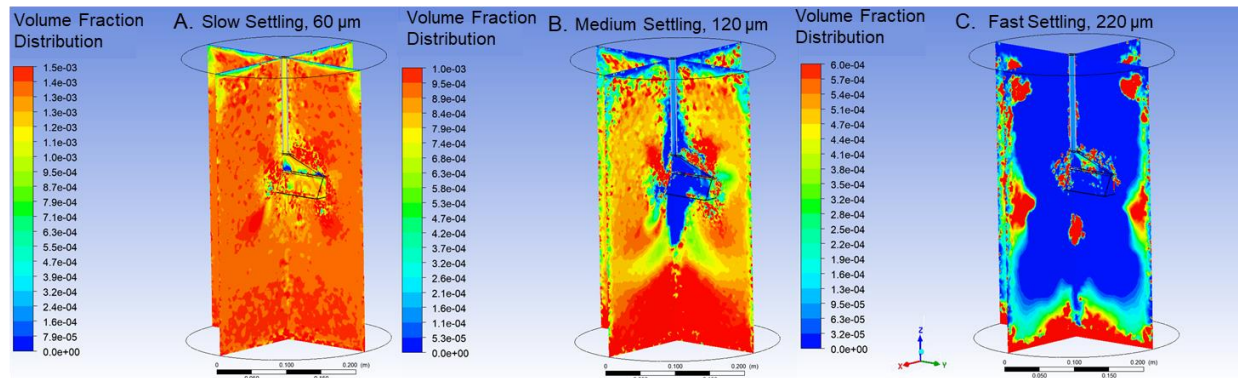 Volume Fraction
Distribution
A. Slow Settling, 60 µm
1.5e-03
1.4e-03
1.3e-03
1.3e-03
1.2e-03
1.1e-03
1.0e-03
9.5e-04
8.7e-04
7.9e-04
7.1e-04
6.3e-04
5.5e-04
4.7e-04
3.9e-04
3.2e-04
2.4e-04
1.6e-04
7.9e-05
0.0e+00
0
0.100
0.200 (m)
0.050
0.150
Volume Fraction
Distribution
B. Medium Settling, 120 µm
1.0e-03
9.5e-04
8.9e-04
8.4e-04
7.9e-04
7.4e-04
6.8e-04
6.3e-04
5.8e-04
5.3e-04
4.7e-04
4.2e-04
3.7e-04
3.2e-04
2.6e-04
2.1e-04
1.6e-04
1.1e-04
5.3e-05
0.0e+00
0
0.100
0.200 (m)
0.050
0.150
Volume Fraction
Distribution
C. Fast Settling, 220 µm
6.0e-04
5.7e-04
5.4e-04
5.1e-04
4.7e-04
4.4e-04
4.1e-04
3.8e-04
3.5e-04
3.2e-04
2.8e-04
2.5e-04
2.2e-04
1.9e-04
1.6e-04
1.3e-04
9.5e-05
6.3e-05
3.2e-05
0.0e+00
Z
X
Y
0
0.100
0.200 (m)
0.050
0.150